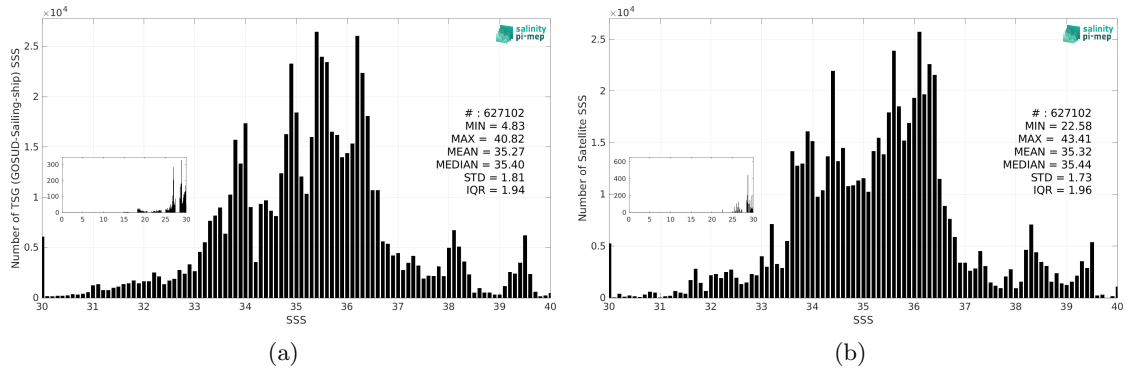 ×10^4
salinity
pi-mep
Number of TSG (GOSUD-Sailing-ship) SSS
2.5
2
1.5
1
0.5
0
# : 627102
MIN = 4.83
MAX = 40.82
MEAN = 35.27
MEDIAN = 35.40
STD = 1.81
IQR = 1.94
300
200
100
0
0 5 10 15 20 25 30
30 31 32 33 34 35 36 37 38 39 40
SSS
(a)
×10^4
salinity
pi-mep
Number of Satellite SSS
2.5
2
1.5
1
0.5
0
# : 627102
MIN = 22.58
MAX = 43.41
MEAN = 35.32
MEDIAN = 35.44
STD = 1.73
IQR = 1.96
600
400
200
0
0 5 10 15 20 25 30
30 31 32 33 34 35 36 37 38 39 40
SSS
(b)